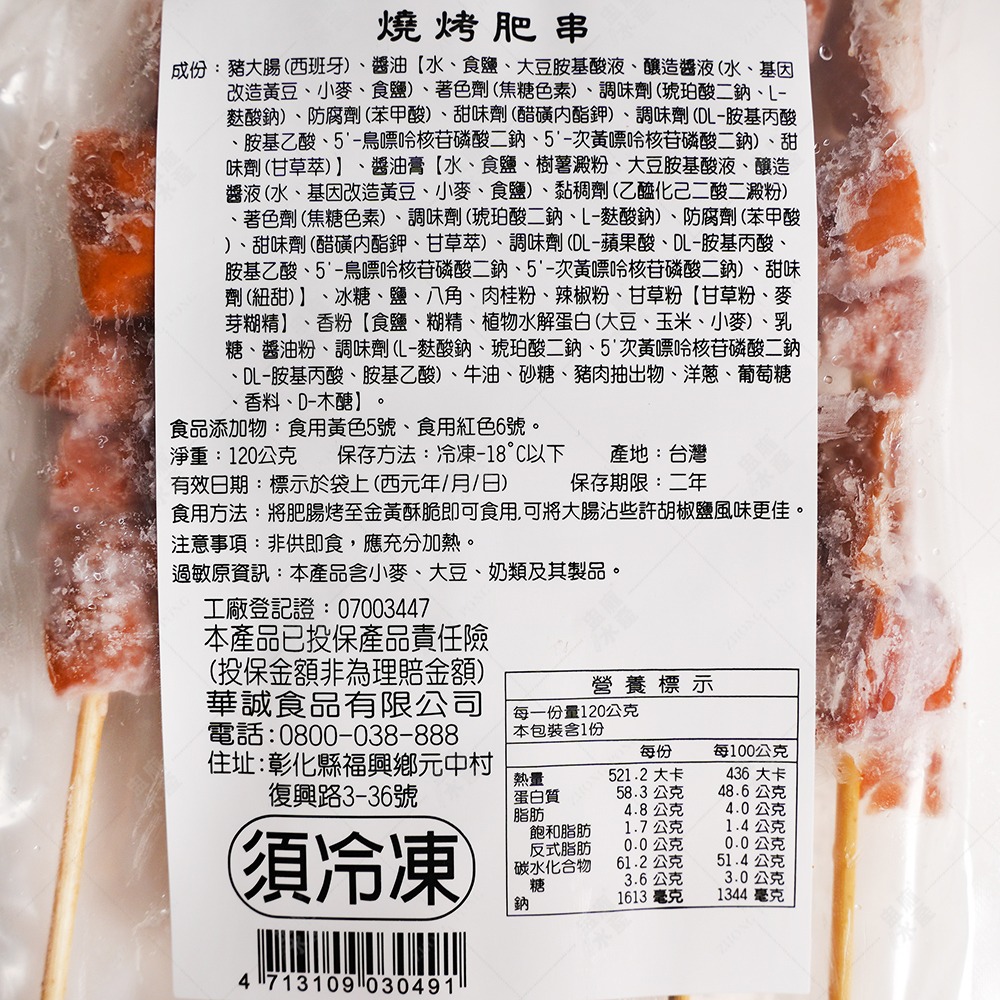 燒烤肥串
成份：豬大腸(西班牙)、醬油【水、食鹽、大豆胺基酸液、釀造醬液(水、基因
改造黃豆、小麥、食鹽)、著色劑(焦糖色素)、調味劑(琥珀酸二鈉、L-
麩酸鈉)、防腐劑(苯甲酸)、甜味劑(醋磺內酯鉀)、調味劑(DL-胺基丙酸
、胺基乙酸、5'-鳥嘌呤核苷磷酸二鈉、5'-次黃嘌呤核苷磷酸二鈉)、甜
味劑(甘草萃)】、醬油膏【水、食鹽、樹薯澱粉、大豆胺基酸液、釀造
醬液(水、基因改造黃豆、小麥、食鹽)、黏稠劑(乙醯化己二酸二澱粉)
、著色劑(焦糖色素)、調味劑(琥珀酸二鈉、L-麩酸鈉)、防腐劑(苯甲酸
)、甜味劑(醋磺內酯鉀、甘草萃)、調味劑(DL-蘋果酸、DL-胺基丙酸、
胺基乙酸、5'-鳥嘌呤核苷磷酸二鈉、5'-次黃嘌呤核苷磷酸二鈉)、甜味
劑(紐甜)】、冰糖、鹽、八角、肉桂粉、辣椒粉、甘草粉【甘草粉、麥
芽糊精】、香粉【食鹽、糊精、植物水解蛋白(大豆、玉米、小麥)、乳
糖、醬油粉、調味劑(L-麩酸鈉、琥珀酸二鈉、5'次黃嘌呤核苷磷酸二鈉
、DL-胺基丙酸、胺基乙酸)、牛油、砂糖、豬肉抽出物、洋蔥、葡萄糖
、香料、D-木醣】。
食品添加物：食用黃色5號、食用紅色6號。
淨重：120公克 保存方法：冷凍-18°C以下 產地：台灣
有效日期：標示於袋上(西元年/月/日) 保存期限：二年
食用方法：將肥腸烤至金黃酥脆即可食用,可將大腸沾些許胡椒鹽風味更佳。
注意事項：非供即食，應充分加熱。
過敏原資訊：本產品含小麥、大豆、奶類及其製品。
工廠登記證：07003447
本產品已投保產品責任險
(投保金額非為理賠金額)
華誠食品有限公司
電話:0800-038-888
住址:彰化縣福興鄉元中村
復興路3-36號
須冷凍
4 713109 030491
營養標示
每一份量120公克
本包裝含1份
每份 每100公克
熱量 521.2 大卡 436 大卡
蛋白質 58.3 公克 48.6 公克
脂肪 4.8 公克 4.0 公克
飽和脂肪 1.7 公克 1.4 公克
反式脂肪 0.0 公克 0.0 公克
碳水化合物 61.2 公克 51.4 公克
糖 3.6 公克 3.0 公克
鈉 1613 毫克 1344 毫克